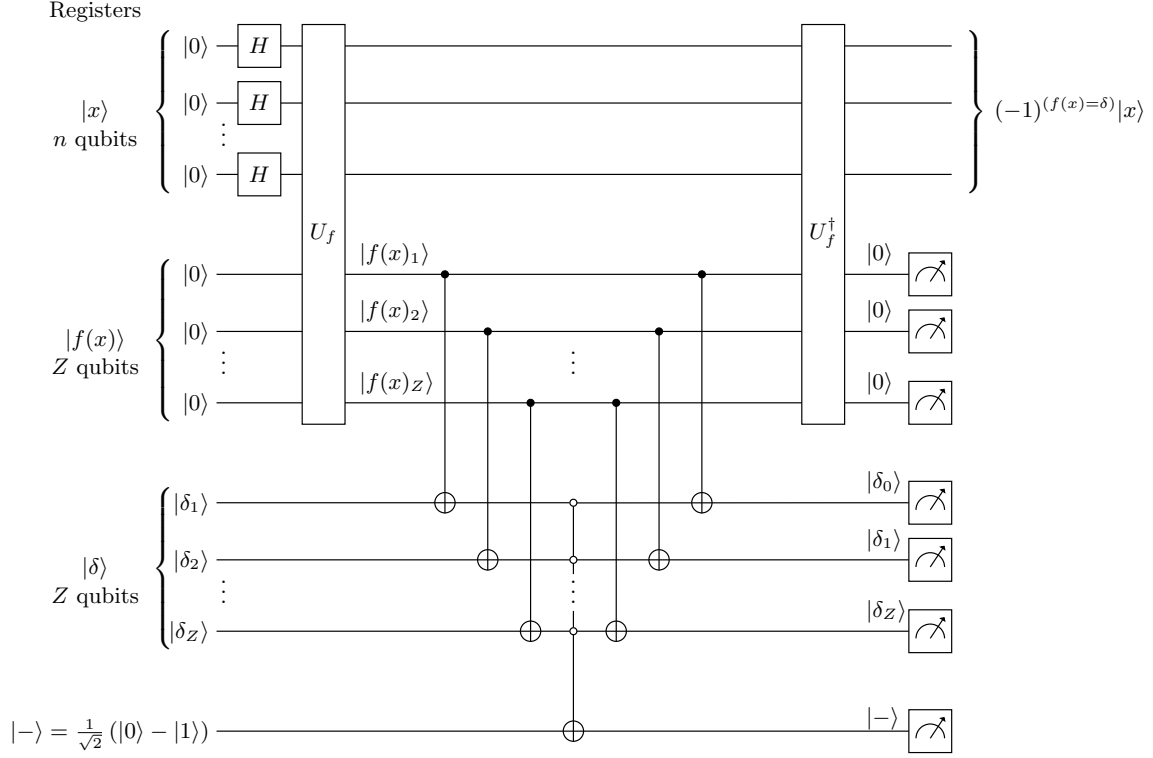 Registers
|0⟩ H
|x⟩ |0⟩ H (−1)^{(f(x)=δ)}|x⟩
n qubits ⋮
|0⟩ H
U_f U_f^†
|f(x)_1⟩ |0⟩
|0⟩
|f(x)_2⟩ |0⟩
|f(x)⟩ |0⟩
Z qubits ⋮ ⋮
|f(x)_Z⟩ |0⟩
|0⟩
|δ_0⟩
|δ_1⟩
|δ_1⟩
|δ⟩ |δ_2⟩
Z qubits ⋮ ⋮
|δ_Z⟩
|δ_Z⟩
|−⟩
|−⟩ = 1/√2 (|0⟩ − |1⟩)